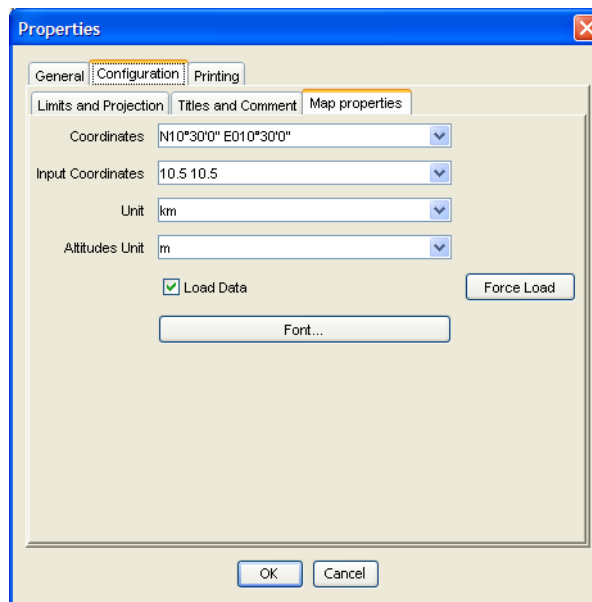 Properties
General Configuration Printing
Limits and Projection Titles and Comment Map properties
Coordinates N10°30'0" E010°30'0"
Input Coordinates 10.5 10.5
Unit km
Altitudes Unit m
Load Data Force Load
Font...
OK Cancel